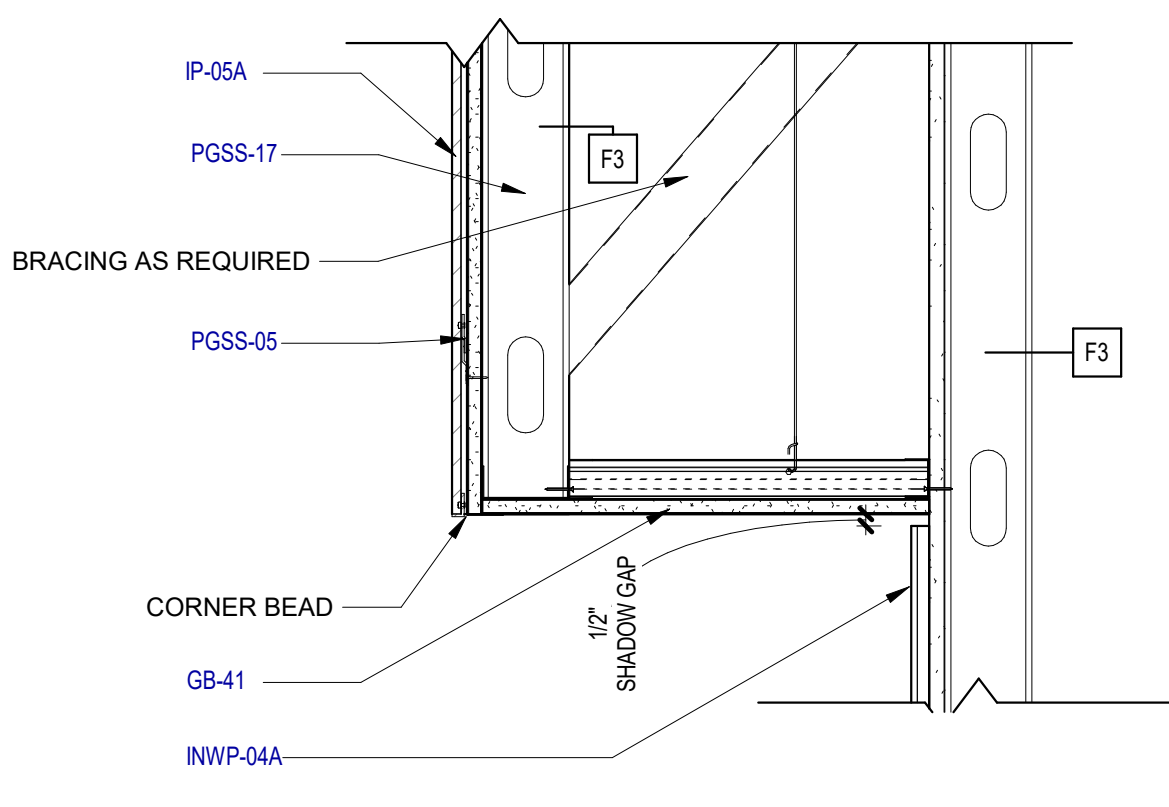 IP-05A
PGSS-17
F3
BRACING AS REQUIRED
PGSS-05
F3
CORNER BEAD
1/2"
SHADOW GAP
GB-41
INWP-04A